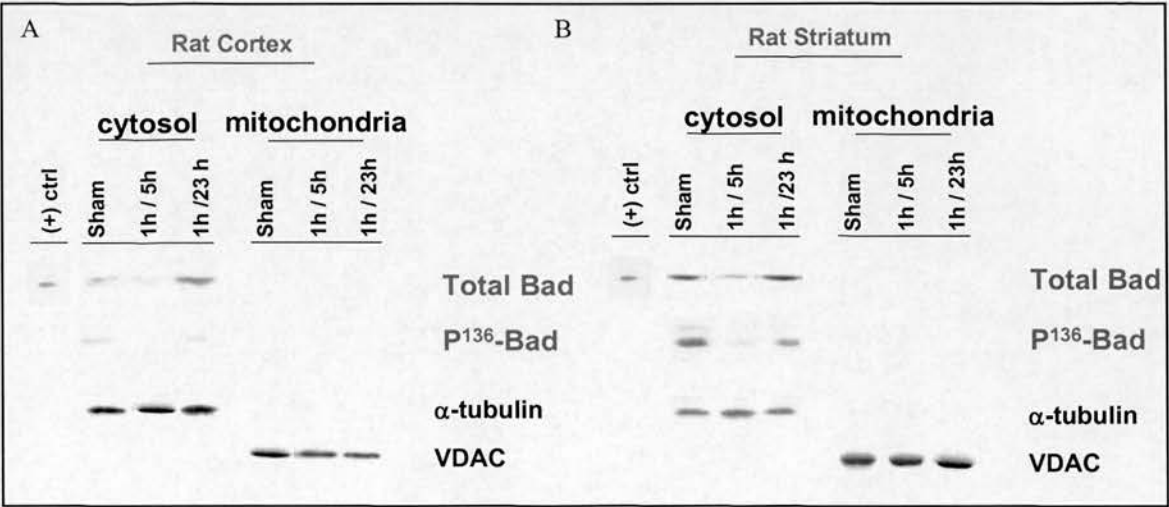 A
Rat Cortex
cytosol mitochondria
(+) ctrl Sham 1h / 5h 1h /23 h Sham 1h / 5h 1h / 23h
Total Bad
P¹³⁶-Bad
α-tubulin
VDAC
B
Rat Striatum
cytosol mitochondria
(+) ctrl Sham 1h / 5h 1h /23 h Sham 1h / 5h 1h / 23h
Total Bad
P¹³⁶-Bad
α-tubulin
VDAC